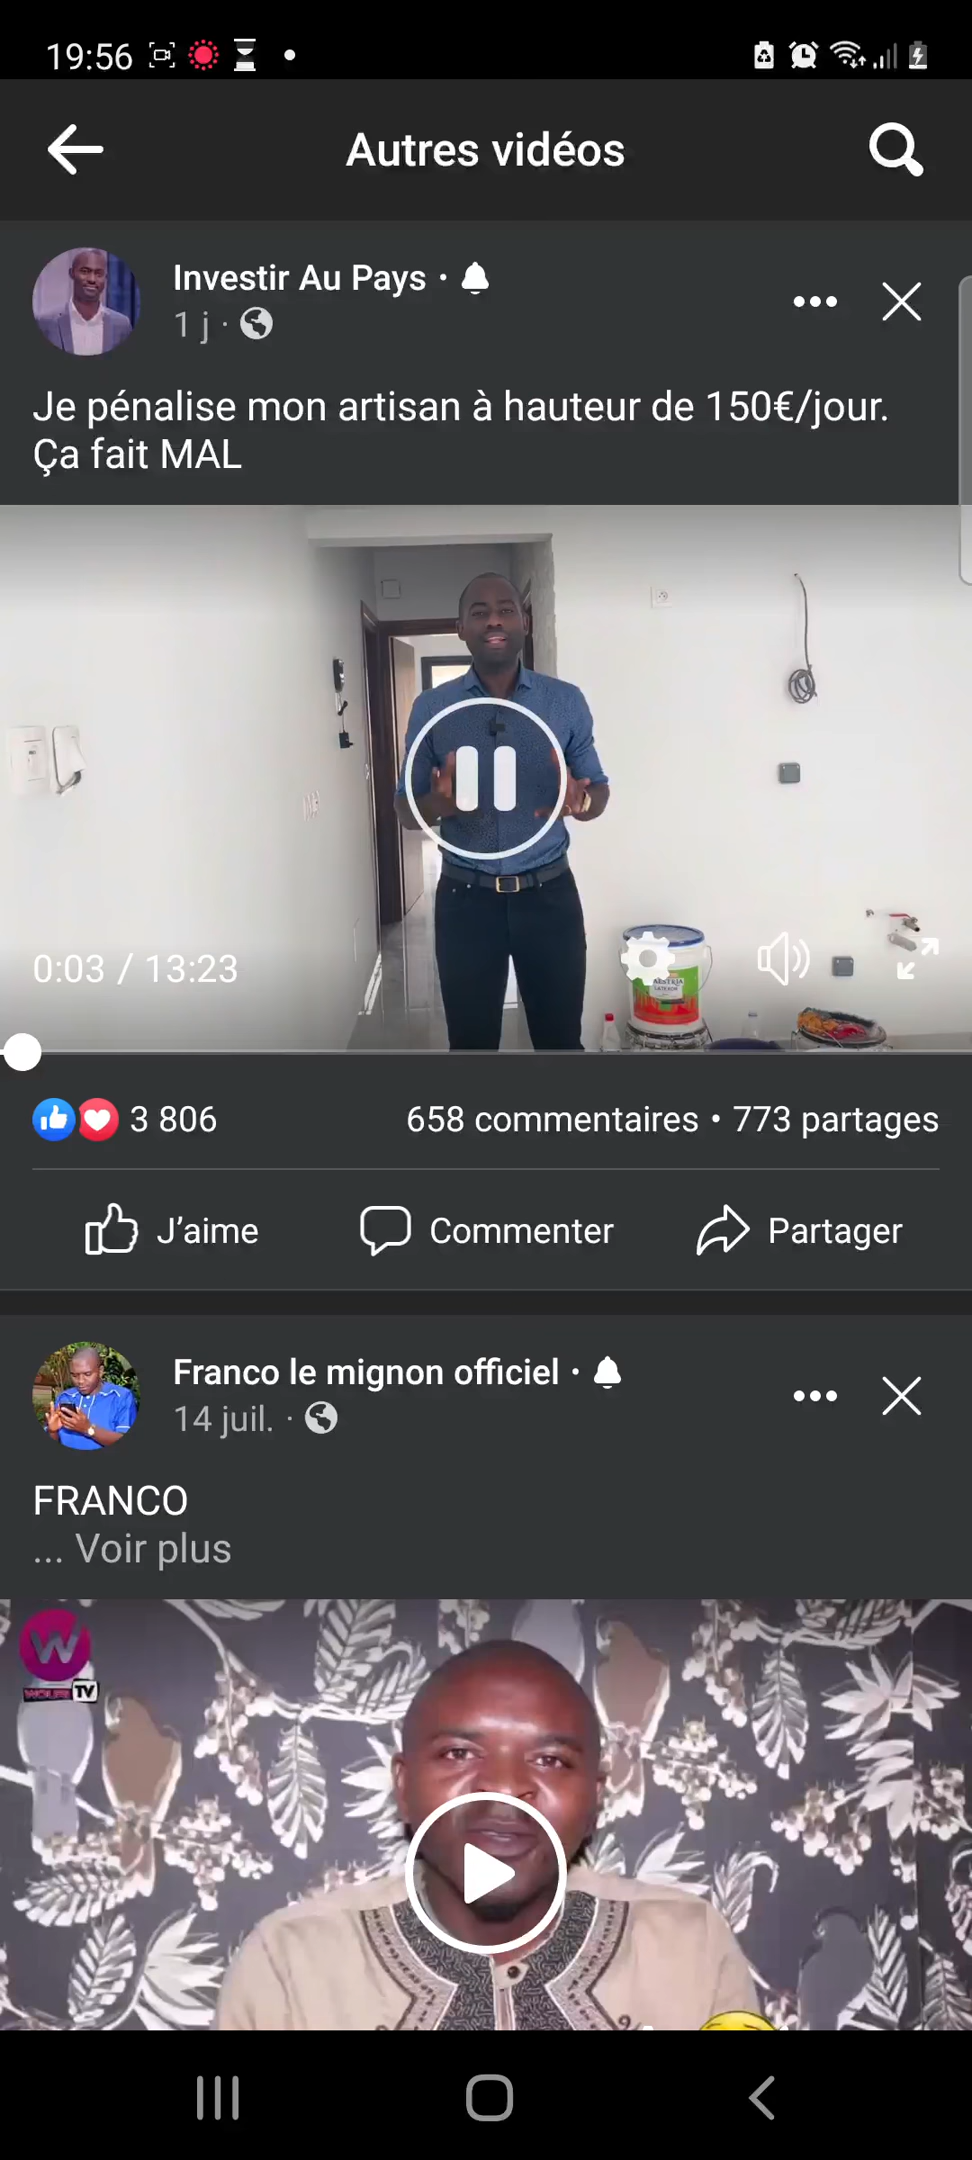 19:56
Autres vidéos
Investir Au Pays ·
1 j ·
Je pénalise mon artisan à hauteur de 150€/jour.
Ça fait MAL
0:03 / 13:23
3 806
658 commentaires • 773 partages
J’aime
Commenter
Partager
Franco le mignon officiel ·
14 juil. ·
FRANCO
... Voir plus
W
TV